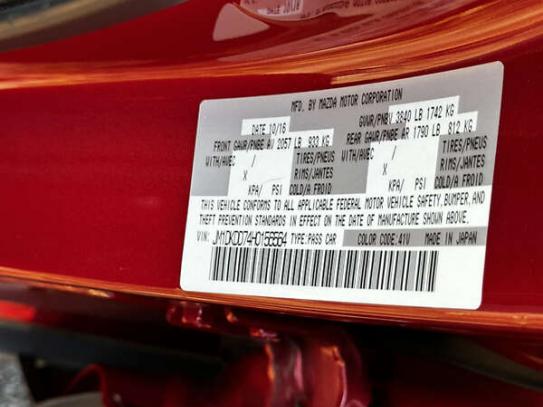 MFD. BY MAZDA MOTOR CORPORATION
DATE 10/16 GVWR/PNBV 3840 LB 1742 KG
FRONT GAWR/PNBE AV 2057 LB 933 KG REAR GAWR/PNBE AR 1790 LB 812 KG
WITH/AVEC / TIRES/PNEUS WITH/AVEC / TIRES/PNEUS
X RIMS/JANTES X RIMS/JANTES
KPA/ PSI COLD/A FROID KPA/ PSI COLD/A FROID
THIS VEHICLE CONFORMS TO ALL APPLICABLE FEDERAL MOTOR VEHICLE SAFETY, BUMPER, AND
THEFT PREVENTION STANDARDS IN EFFECT ON THE DATE OF MANUFACTURE SHOWN ABOVE.
VIN: TYPE:PASS CAR COLOR CODE:41V MADE IN JAPAN